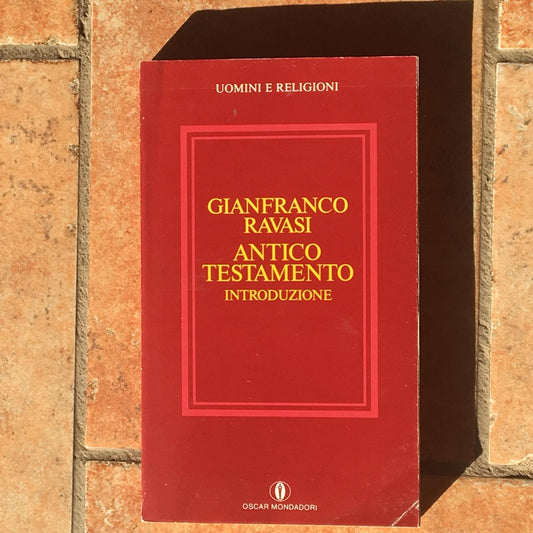 UOMINI E RELIGIONI
GIANFRANCO
RAVASI
ANTICO
TESTAMENTO
INTRODUZIONE
OSCAR MONDADORI